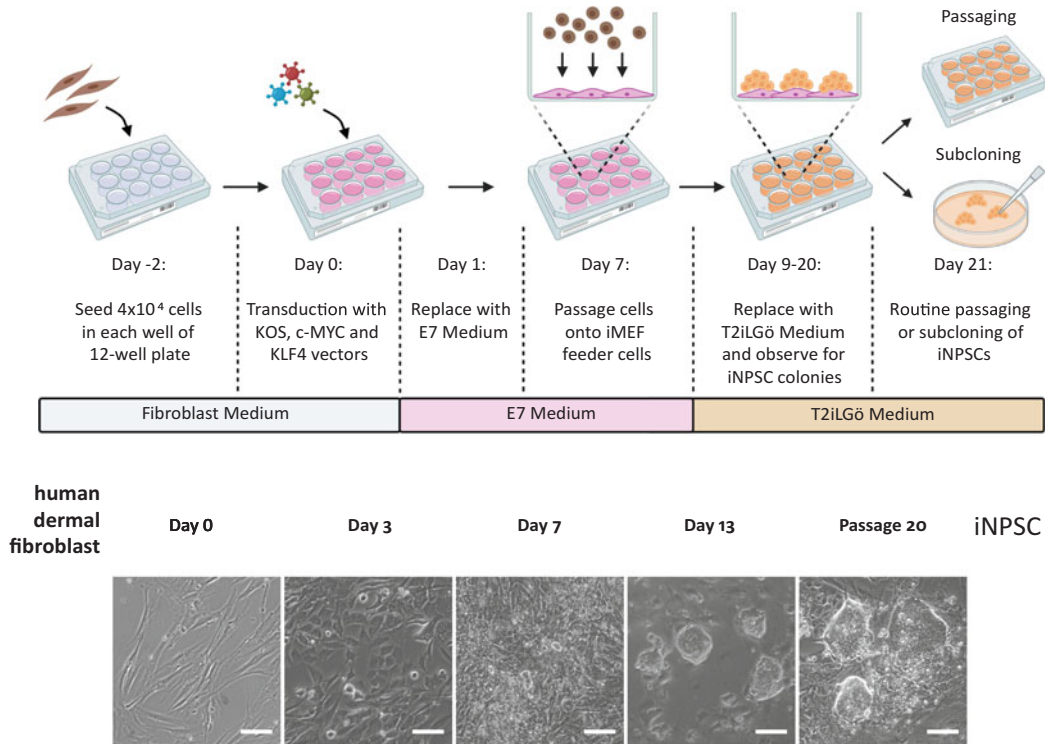 Passaging
Subcloning
Day -2:
Seed 4x10⁴ cells
in each well of
12-well plate
Day 0:
Transduction with
KOS, c-MYC and
KLF4 vectors
Day 1:
Replace with
E7 Medium
Day 7:
Passage cells
onto iMEF
feeder cells
Day 9-20:
Replace with
T2iLGö Medium
and observe for
iNPSC colonies
Day 21:
Routine passaging
or subcloning of
iNPSCs
Fibroblast Medium
E7 Medium
T2iLGö Medium
human
dermal
fibroblast
Day 0
Day 3
Day 7
Day 13
Passage 20
iNPSC